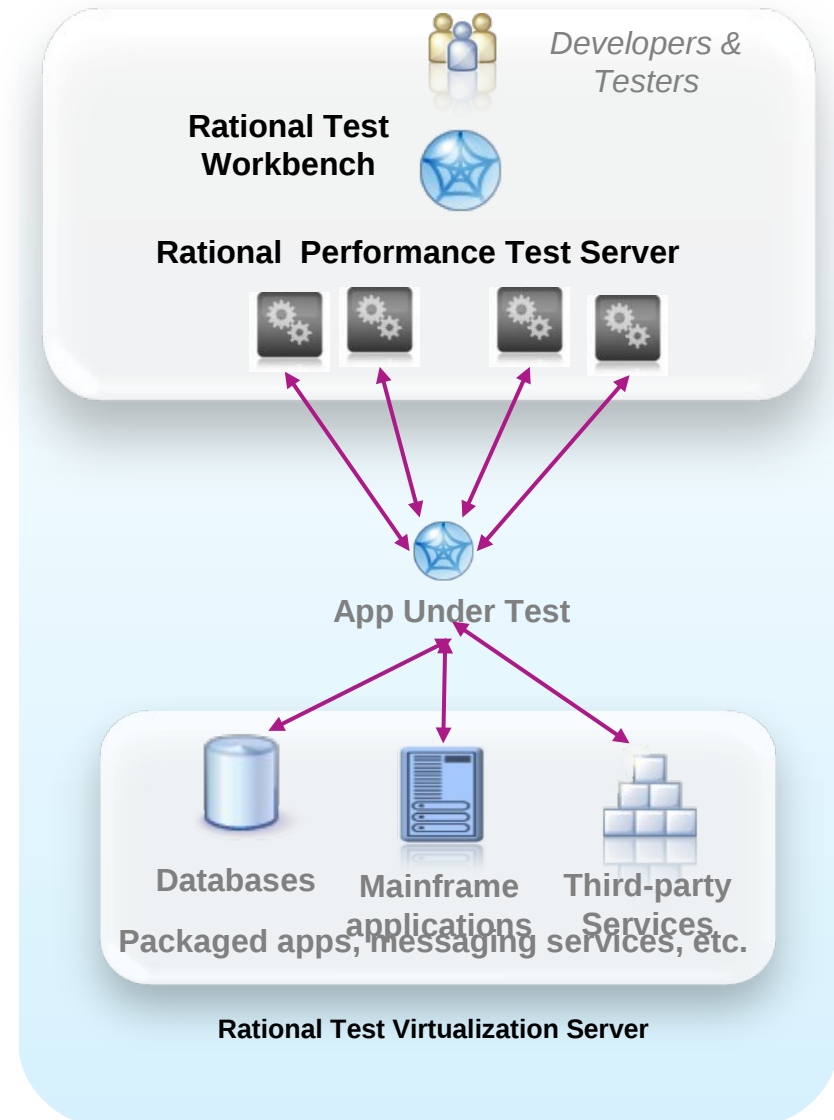 Developers &
Testers
Rational Test
Workbench
Rational  Performance Test Server
App Under Test
Databases
Mainframe
applications
Third-party
Services
Packaged apps, messaging services, etc.
Rational Test Virtualization Server